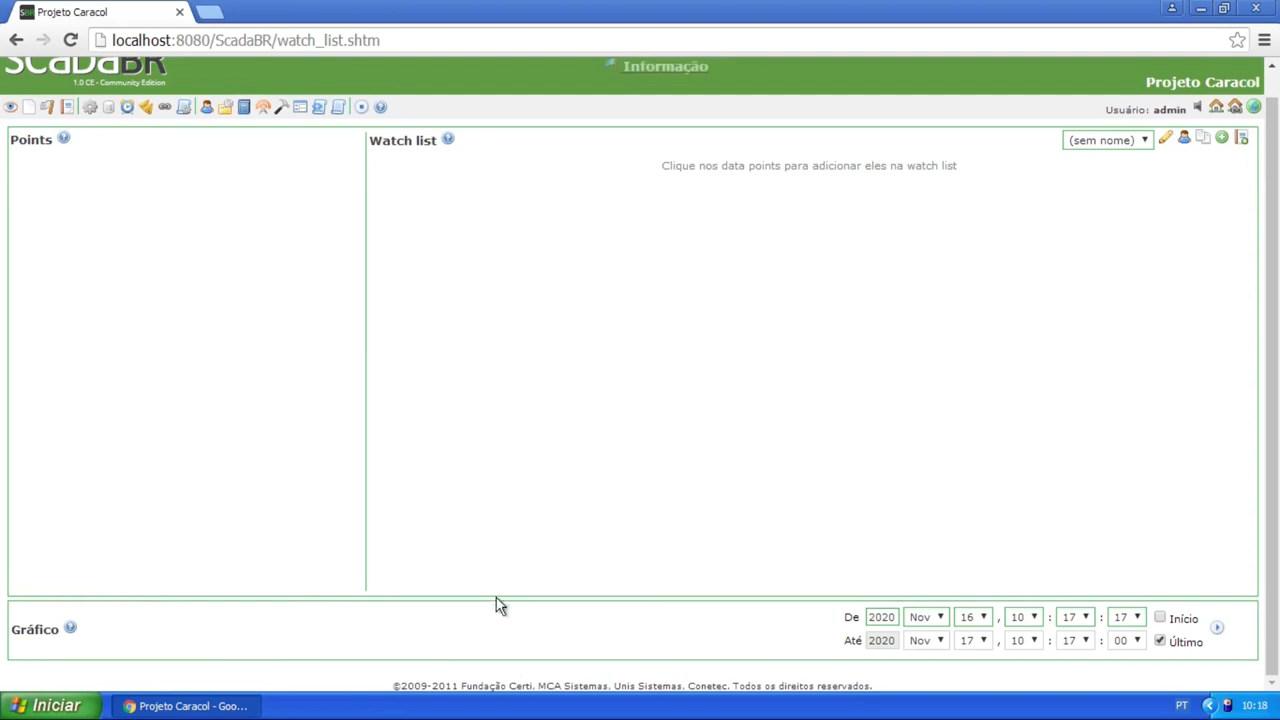 Projeto Caracol
localhost:8080/ScadaBR/watch_list.shtm
ScadaBR
1.0 CE - Community Edition
Informação
Projeto Caracol
Usuário: admin
Points
Watch list
(sem nome)
Clique nos data points para adicionar eles na watch list
Gráfico
De 2020 Nov 16 , 10 : 17 : 17 Início
Até 2020 Nov 17 , 10 : 17 : 00 Último
©2009-2011 Fundação Certi, MCA Sistemas, Unis Sistemas, Conetec. Todos os direitos reservados.
Iniciar
Projeto Caracol - Goo...
PT
10:18